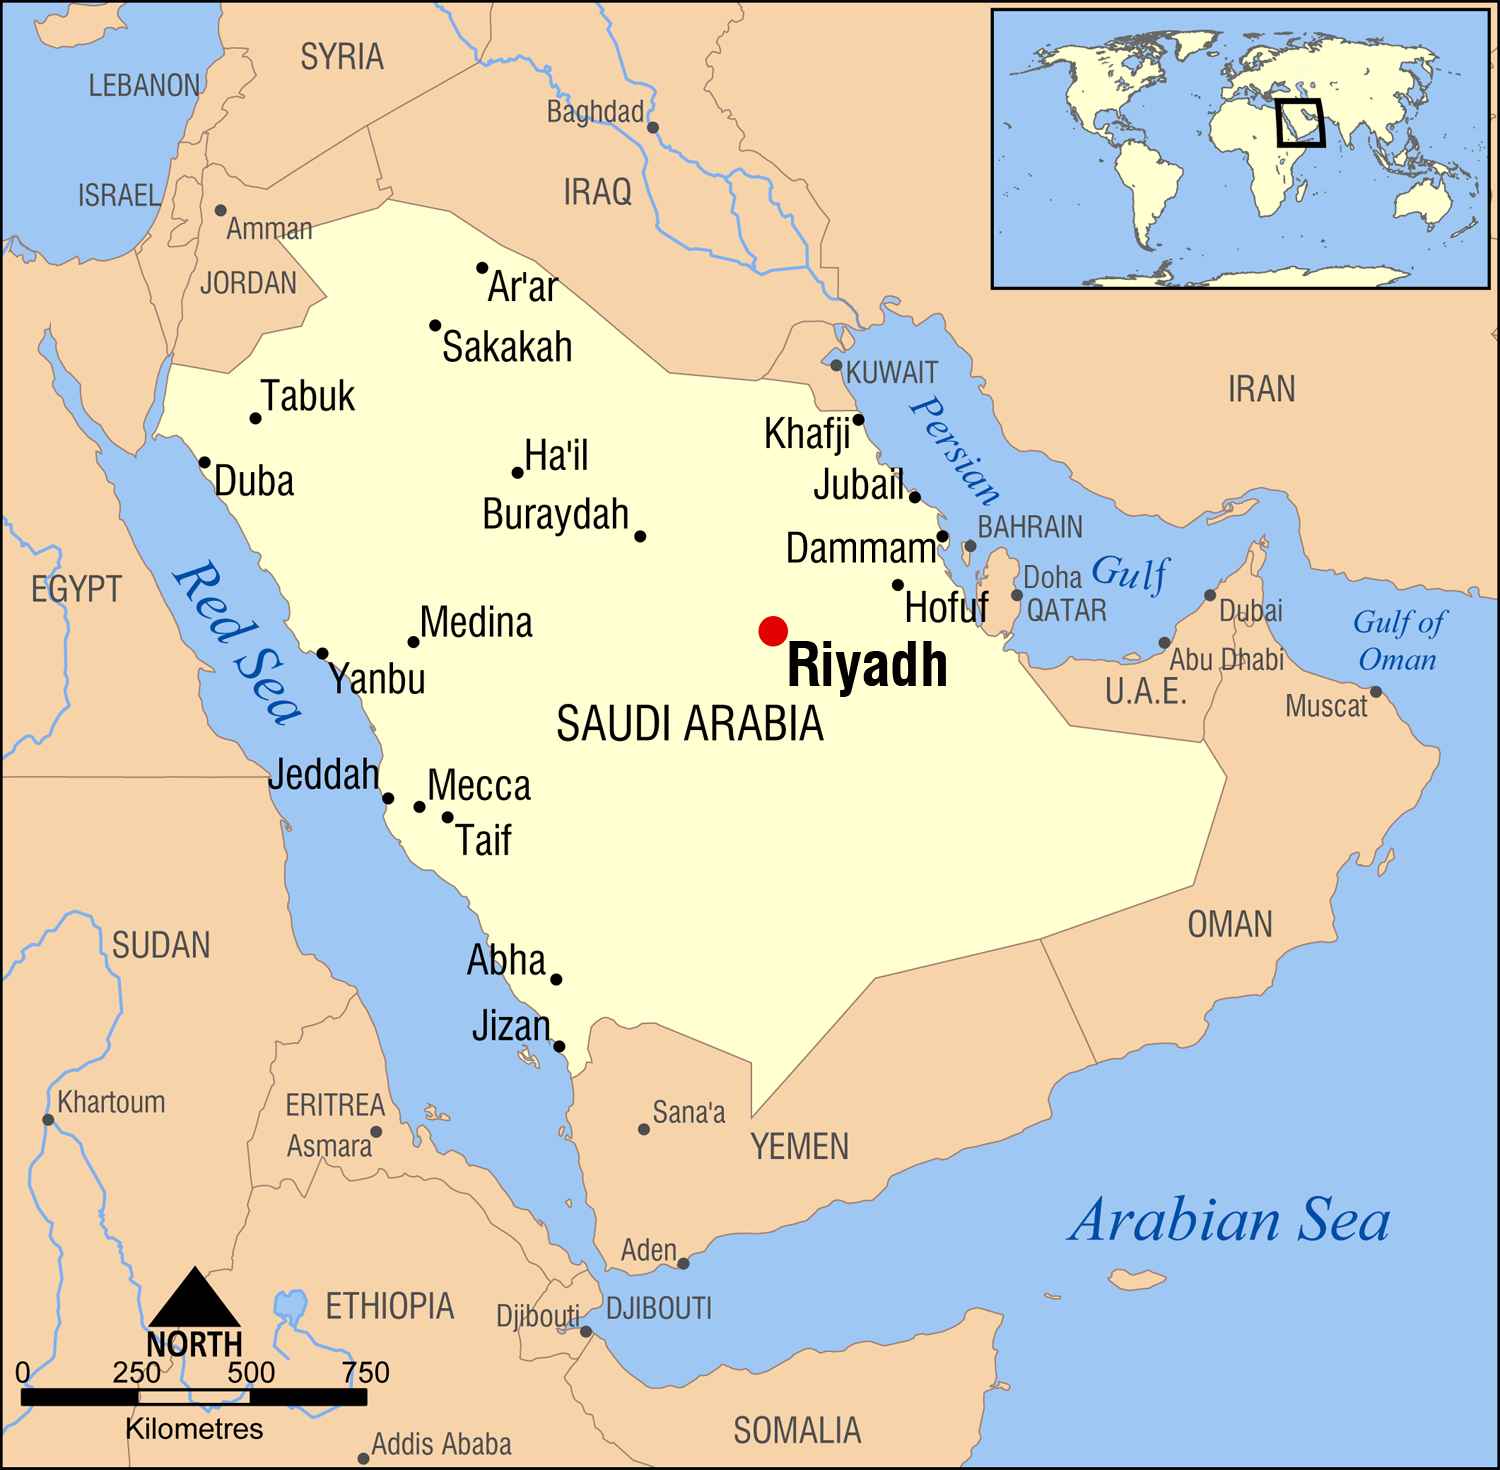 SYRIA
LEBANON
Baghdad
ISRAEL
IRAQ
Amman
JORDAN
Ar'ar
Sakakah
KUWAIT
IRAN
Tabuk
Khafji
Persian
Ha'il
Duba
Jubail
Buraydah
BAHRAIN
Dammam
Gulf
Doha
QATAR
EGYPT
Red Sea
Hofuf
Dubai
Gulf of
Oman
Medina
Riyadh
Abu Dhabi
Yanbu
U.A.E.
Muscat
SAUDI ARABIA
Jeddah
Mecca
Taif
OMAN
SUDAN
Abha
Jizan
Khartoum
ERITREA
Asmara
Sana'a
YEMEN
Arabian Sea
Aden
ETHIOPIA
Djibouti
DJIBOUTI
NORTH
0 250 500 750
Kilometres
SOMALIA
Addis Ababa